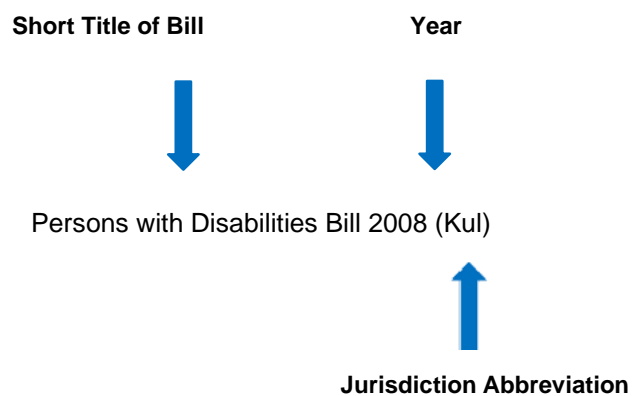 Short Title of Bill Year
Persons with Disabilities Bill 2008 (Kul)
Jurisdiction Abbreviation